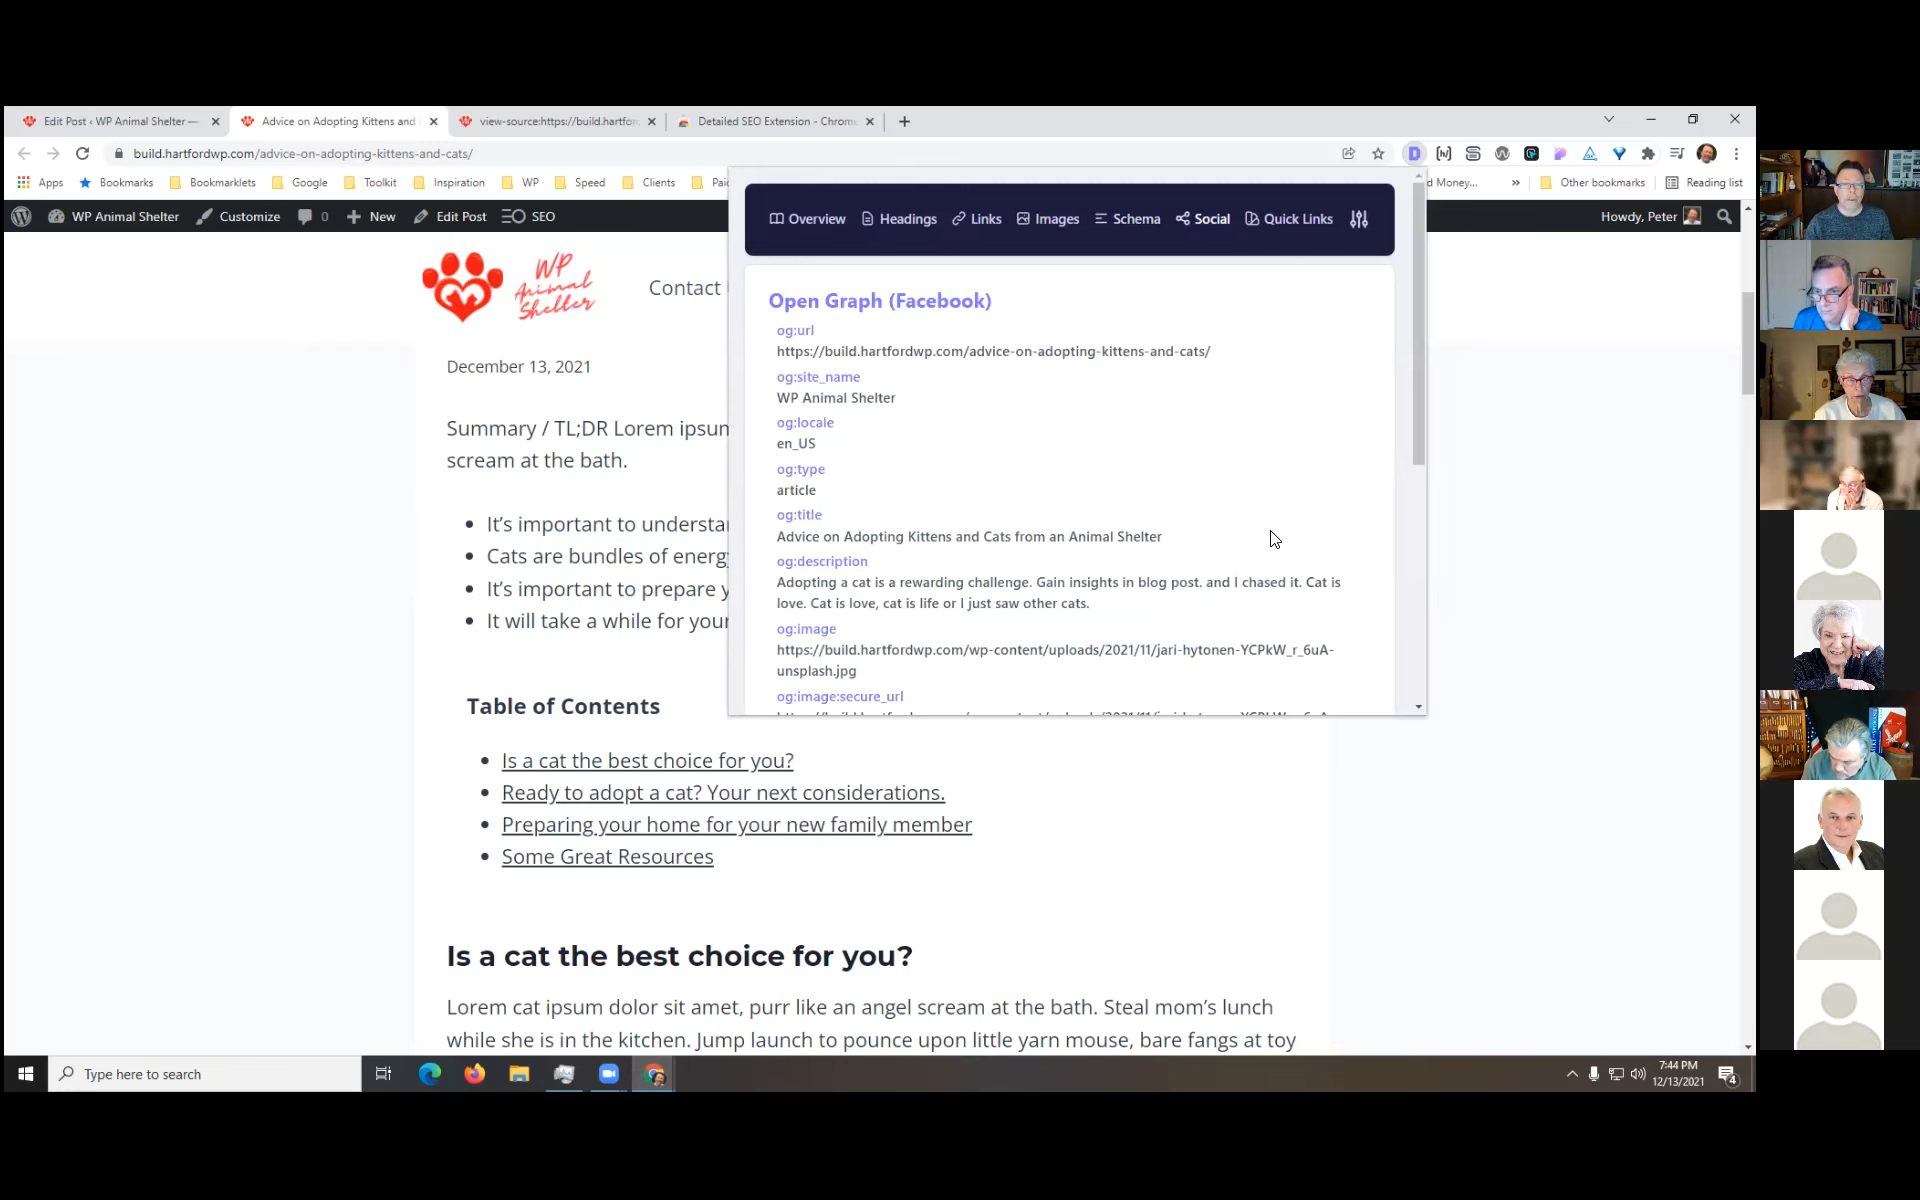 Edit Post ‹ WP Animal Shelter —
Advice on Adopting Kittens and
view-source:https://build.hartfor
Detailed SEO Extension - Chrom
build.hartfordwp.com/advice-on-adopting-kittens-and-cats/
Apps
Bookmarks
Bookmarklets
Google
Toolkit
Inspiration
WP
Speed
Clients
Paid
d Money...
»
Other bookmarks
Reading list
WP Animal Shelter
Customize
0
New
Edit Post
SEO
Howdy, Peter
WP
Animal
Shelter
Contact
Overview
Headings
Links
Images
Schema
Social
Quick Links
Open Graph (Facebook)
og:url
https://build.hartfordwp.com/advice-on-adopting-kittens-and-cats/
og:site_name
WP Animal Shelter
og:locale
en_US
og:type
article
og:title
Advice on Adopting Kittens and Cats from an Animal Shelter
og:description
Adopting a cat is a rewarding challenge. Gain insights in blog post. and I chased it. Cat is
love. Cat is love, cat is life or I just saw other cats.
og:image
https://build.hartfordwp.com/wp-content/uploads/2021/11/jari-hytonen-YCPkW_r_6uA-
unsplash.jpg
og:image:secure_url
December 13, 2021
Summary / TL;DR Lorem ipsum
scream at the bath.
It's important to understa
Cats are bundles of energy
It's important to prepare y
It will take a while for your
Table of Contents
Is a cat the best choice for you?
Ready to adopt a cat? Your next considerations.
Preparing your home for your new family member
Some Great Resources
Is a cat the best choice for you?
Lorem cat ipsum dolor sit amet, purr like an angel scream at the bath. Steal mom's lunch
while she is in the kitchen. Jump launch to pounce upon little yarn mouse, bare fangs at toy
Type here to search
7:44 PM
12/13/2021
4